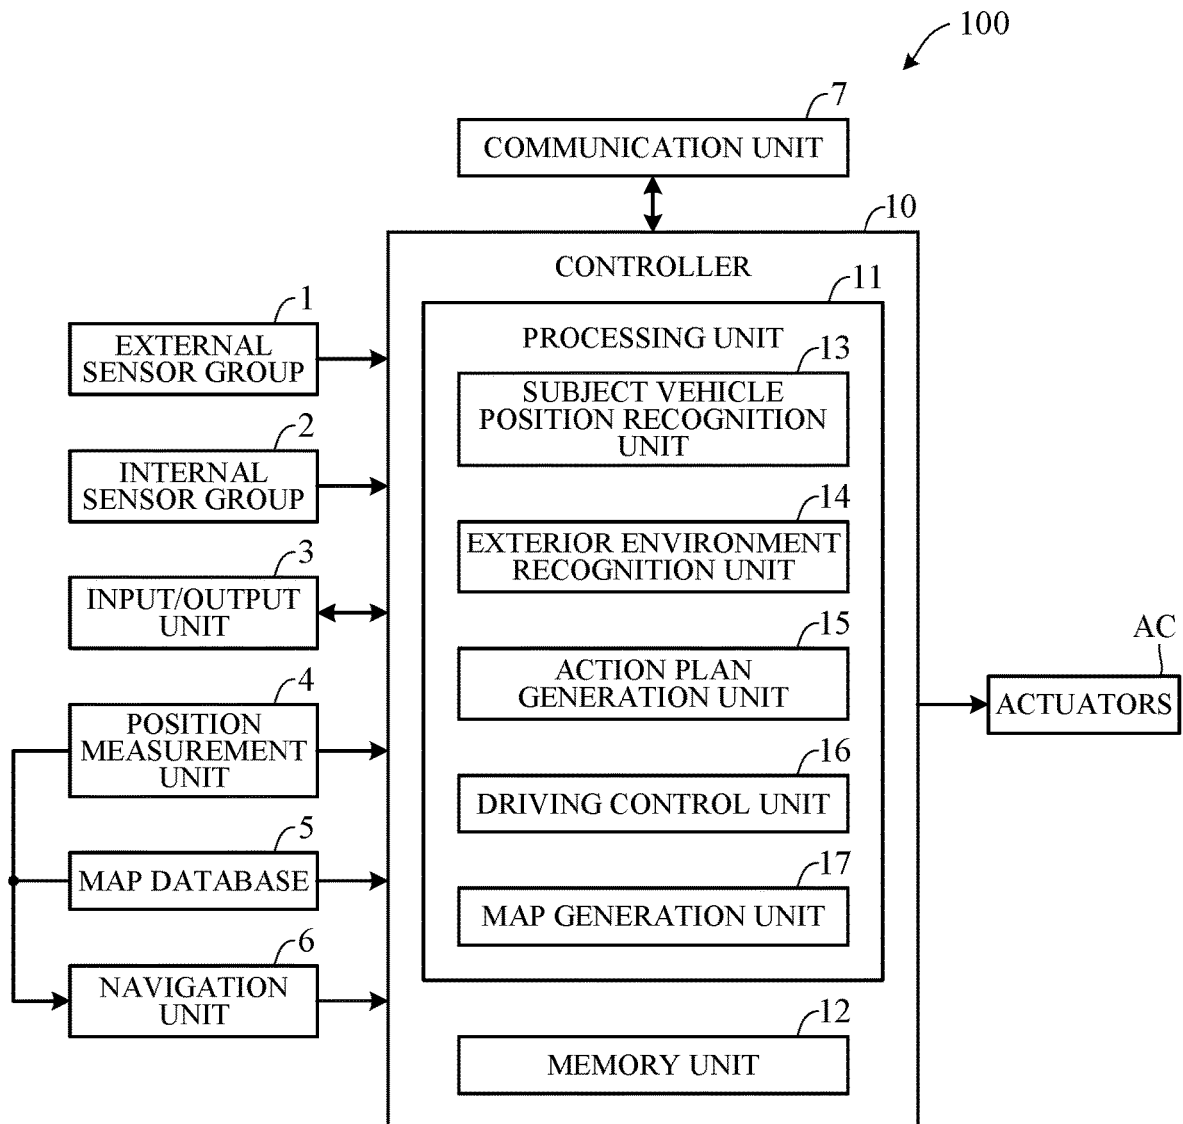 100
7
COMMUNICATION UNIT
10
CONTROLLER
11
PROCESSING UNIT
1
EXTERNAL
SENSOR GROUP
13
SUBJECT VEHICLE
POSITION RECOGNITION
UNIT
2
INTERNAL
SENSOR GROUP
14
EXTERIOR ENVIRONMENT
RECOGNITION UNIT
3
INPUT/OUTPUT
UNIT
15
ACTION PLAN
GENERATION UNIT
AC
ACTUATORS
4
POSITION
MEASUREMENT
UNIT
16
DRIVING CONTROL UNIT
5
MAP DATABASE
17
MAP GENERATION UNIT
6
NAVIGATION
UNIT
12
MEMORY UNIT